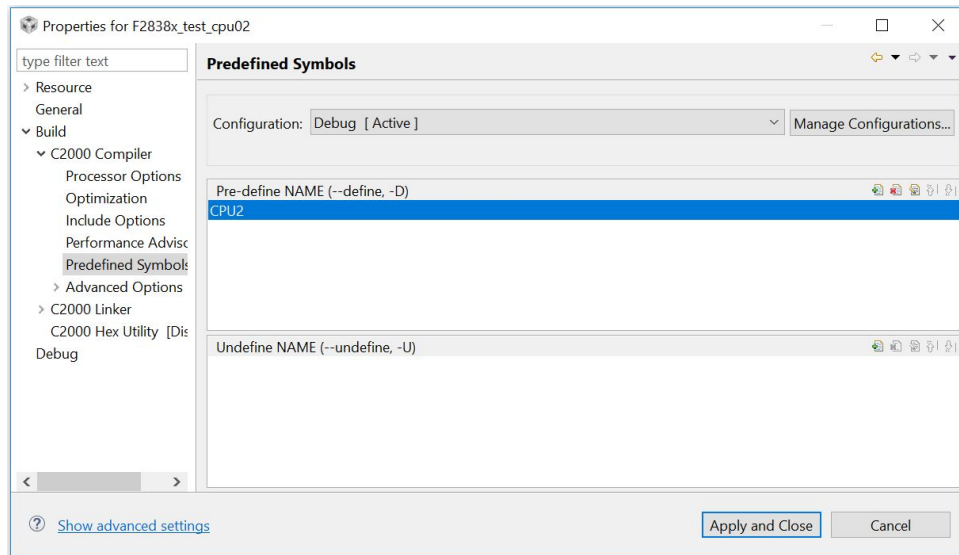 Properties for F2838x_test_cpu02
type filter text
Resource
General
Build
C2000 Compiler
Processor Options
Optimization
Include Options
Performance Advisc
Predefined Symbols
Advanced Options
C2000 Linker
C2000 Hex Utility [Dis
Debug
Predefined Symbols
Configuration: Debug [ Active ]
Manage Configurations...
Pre-define NAME (--define, -D)
CPU2
Undefine NAME (--undefine, -U)
Show advanced settings
Apply and Close
Cancel